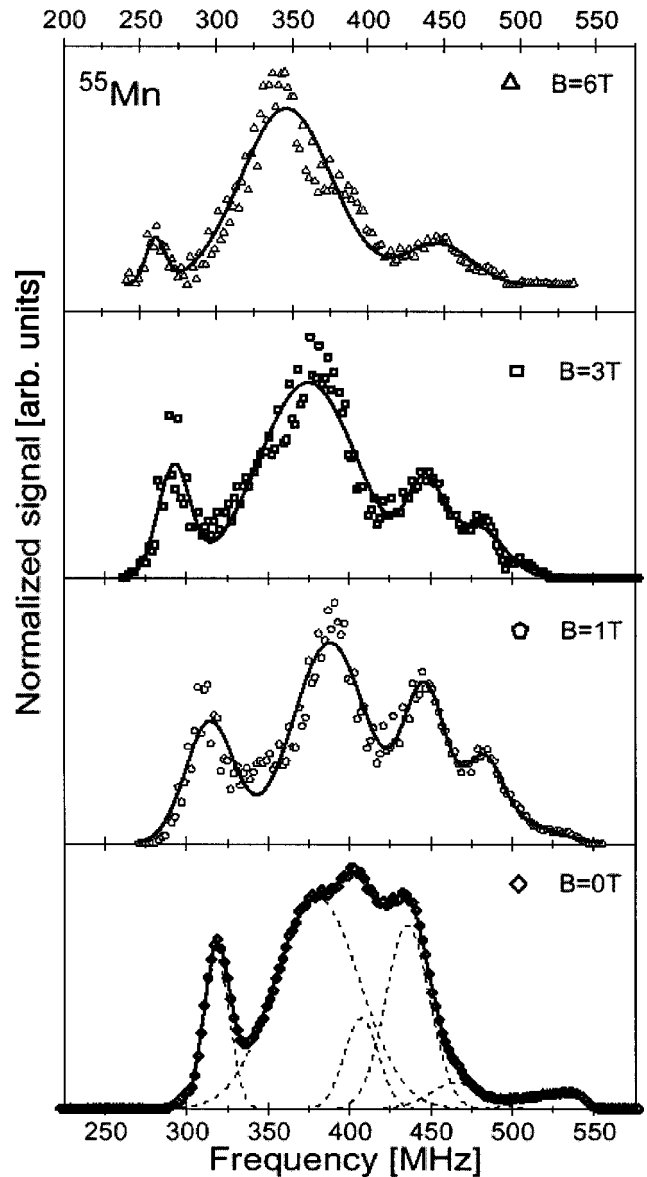 200 250 300 350 400 450 500 550
⁵⁵Mn
B=6T
B=3T
B=1T
B=0T
Normalized signal [arb. units]
250 300 350 400 450 500 550
Frequency [MHz]